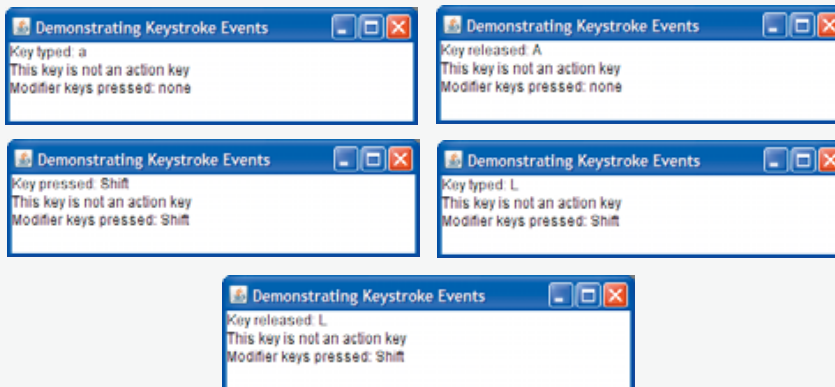 Demonstrating Keystroke Events
Key typed: a
This key is not an action key
Modifier keys pressed: none
Demonstrating Keystroke Events
Key released: A
This key is not an action key
Modifier keys pressed: none
Demonstrating Keystroke Events
Key pressed: Shift
This key is not an action key
Modifier keys pressed: Shift
Demonstrating Keystroke Events
Key typed: L
This key is not an action key
Modifier keys pressed: Shift
Demonstrating Keystroke Events
Key released: L
This key is not an action key
Modifier keys pressed: Shift